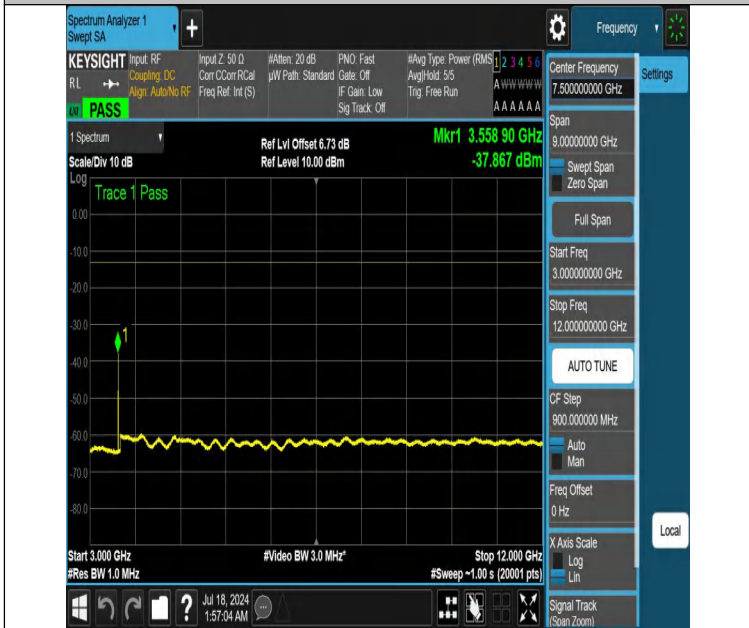 Spectrum Analyzer 1
Swept SA
+
Frequency
KEYSIGHT
RL
PASS
Input: RF
Coupling: DC
Align: Auto/No RF
Input Z: 50 Ω
Corr CCorr RCal
Freq Ref: Int (S)
#Atten: 20 dB
µW Path: Standard
PNO: Fast
Gate: Off
IF Gain: Low
Sig Track: Off
#Avg Type: Power (RMS
Avg|Hold: 5/5
Trig: Free Run
1 2 3 4 5 6
A W W W W W
A A A A A A
Center Frequency
7.500000000 GHz
Settings
Span
9.00000000 GHz
Swept Span
Zero Span
Full Span
Start Freq
3.000000000 GHz
Stop Freq
12.000000000 GHz
AUTO TUNE
CF Step
900.000000 MHz
Auto
Man
Freq Offset
0 Hz
X Axis Scale
Log
Lin
Signal Track
(Span Zoom)
Local
1 Spectrum
Scale/Div 10 dB
Ref Lvl Offset 6.73 dB
Ref Level 10.00 dBm
Mkr1 3.558 90 GHz
-37.867 dBm
Log
Trace 1 Pass
0.00
-10.0
-20.0
-30.0
1
-40.0
-50.0
-60.0
-70.0
-80.0
Start 3.000 GHz
#Video BW 3.0 MHz*
Stop 12.000 GHz
#Res BW 1.0 MHz
#Sweep ~1.00 s (20001 pts)
?
Jul 18, 2024
1:57:04 AM